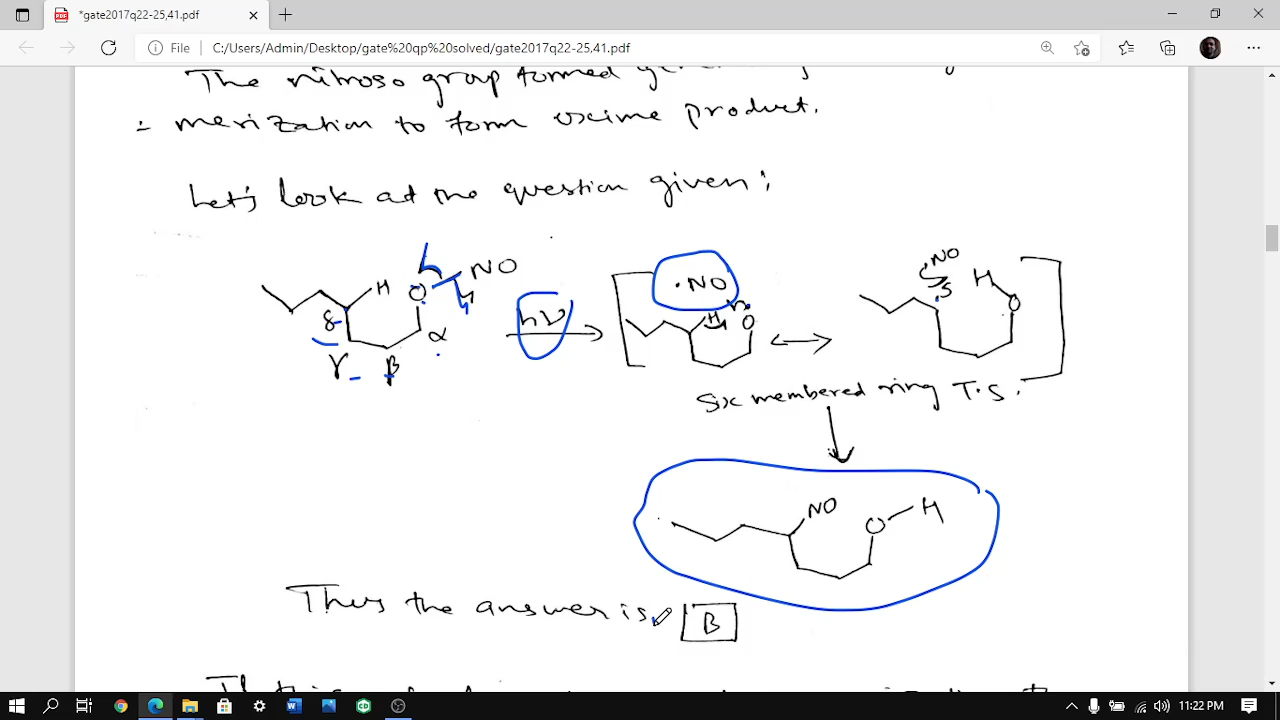 *gate2017q22-25,41.pdf
File C:/Users/Admin/Desktop/gate%20qp%20solved/gate2017q22-25,41.pdf
The nitroso group formed
merization to form oxime product.
Let's look at the question given;
H O NO
δ α
γ β
hν
·NO
H O
NO
H
δ O
Six membered ring T.S.
NO O H
Thus the answer is B
11:22 PM